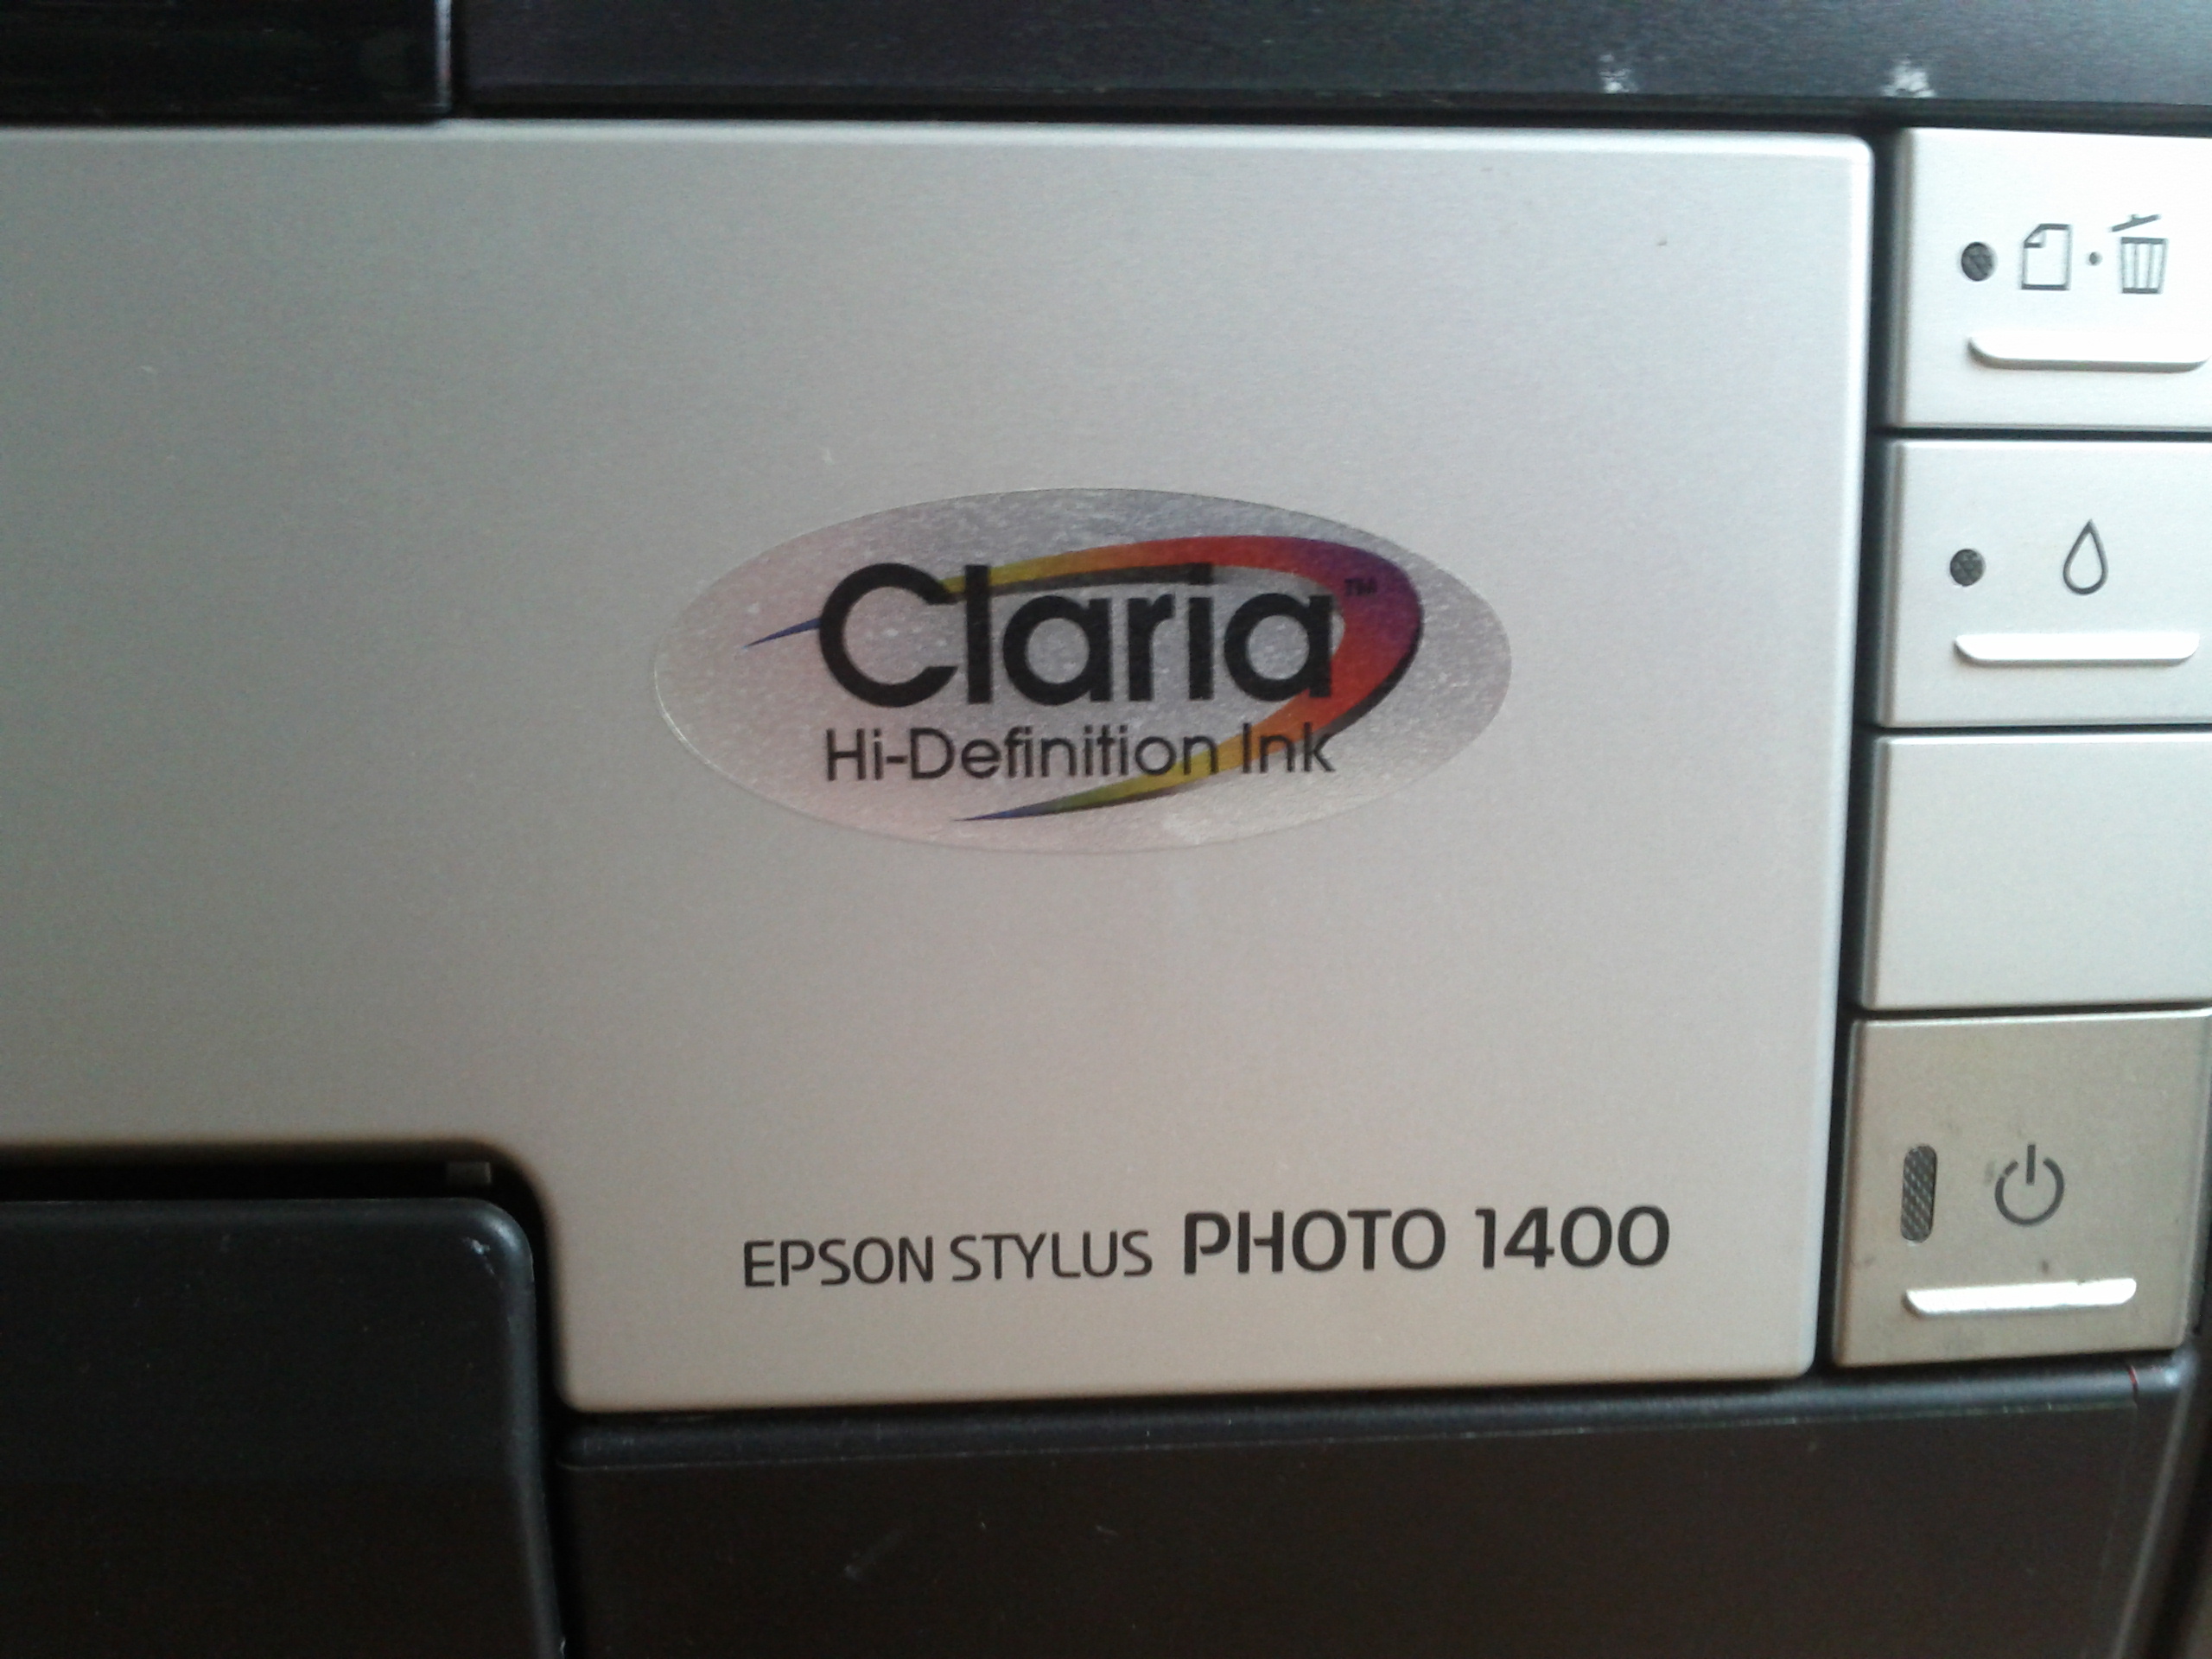 Claria™
Hi-Definition Ink
EPSON STYLUS PHOTO 1400